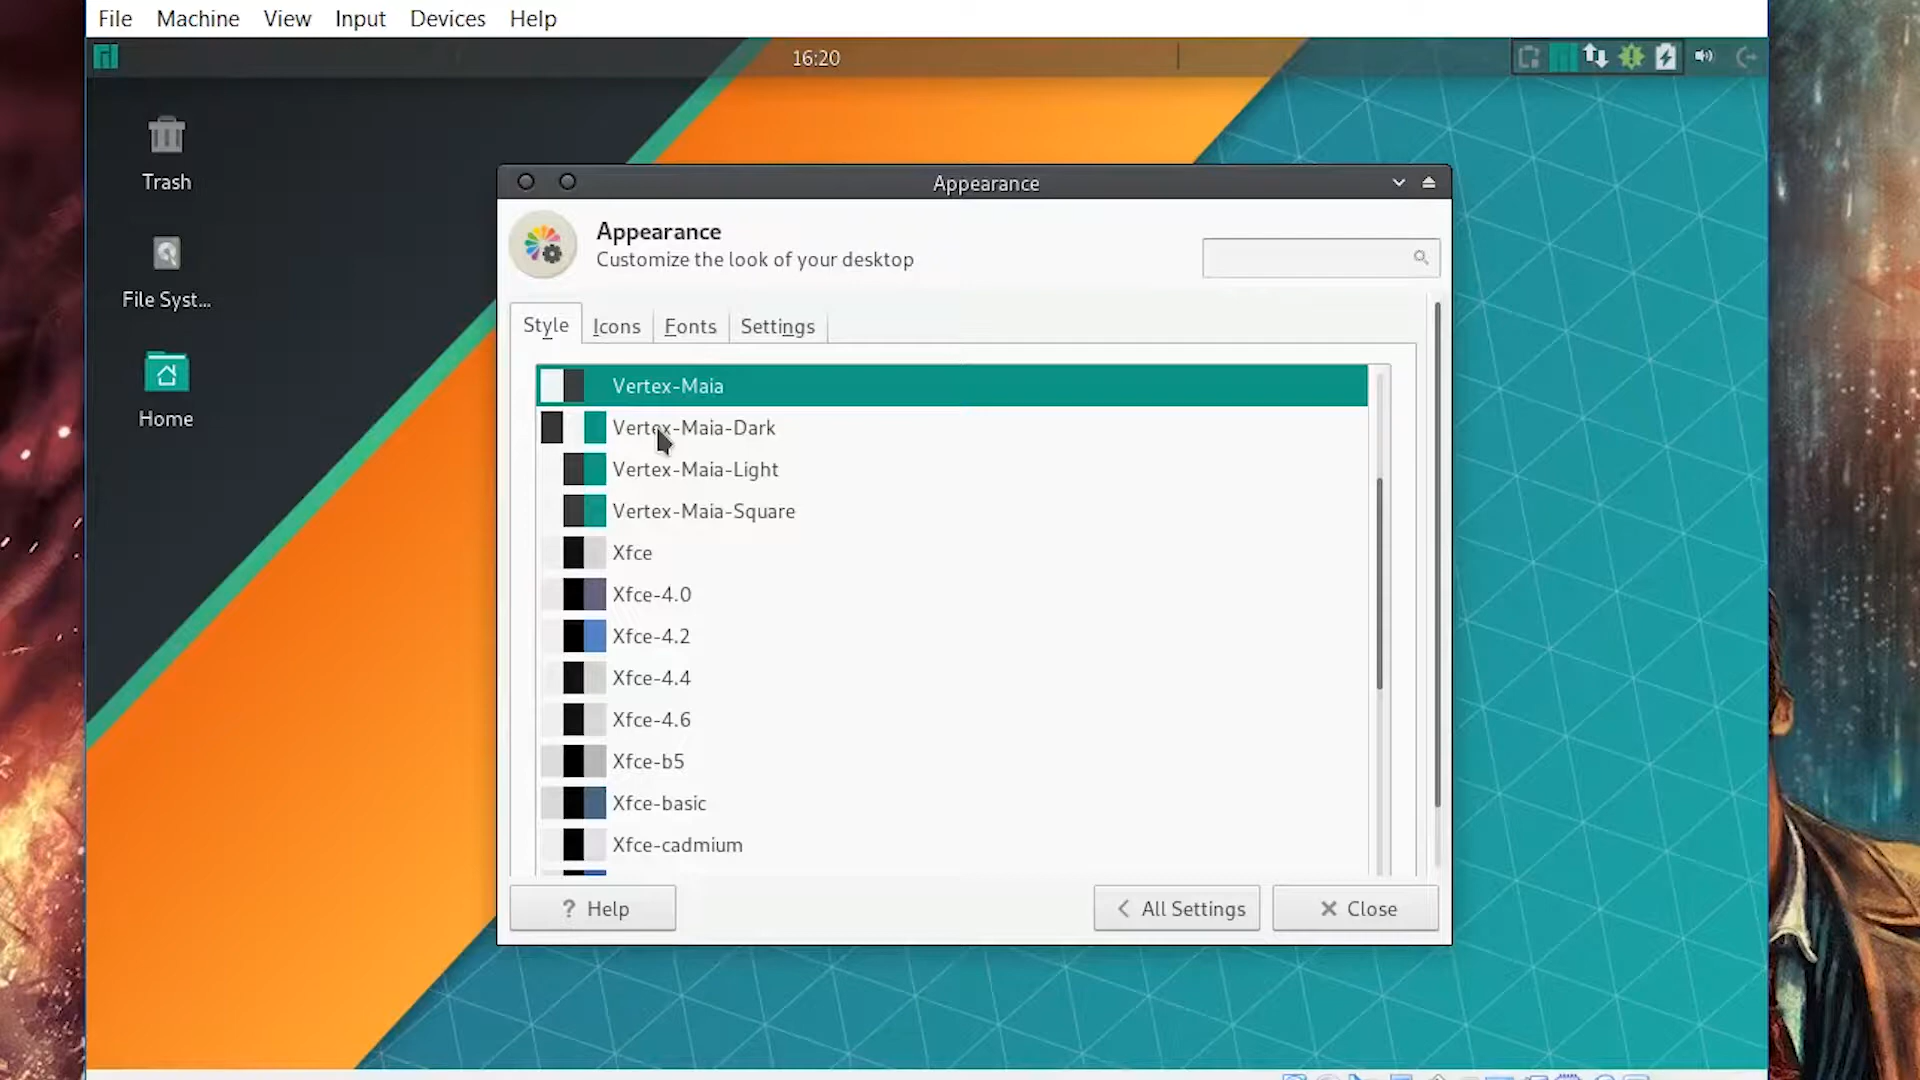 File Machine View Input Devices Help
16:20
Trash
File Syst...
Home
Appearance
Appearance
Customize the look of your desktop
Style Icons Fonts Settings
Vertex-Maia
Vertex-Maia-Dark
Vertex-Maia-Light
Vertex-Maia-Square
Xfce
Xfce-4.0
Xfce-4.2
Xfce-4.4
Xfce-4.6
Xfce-b5
Xfce-basic
Xfce-cadmium
? Help
All Settings
Close